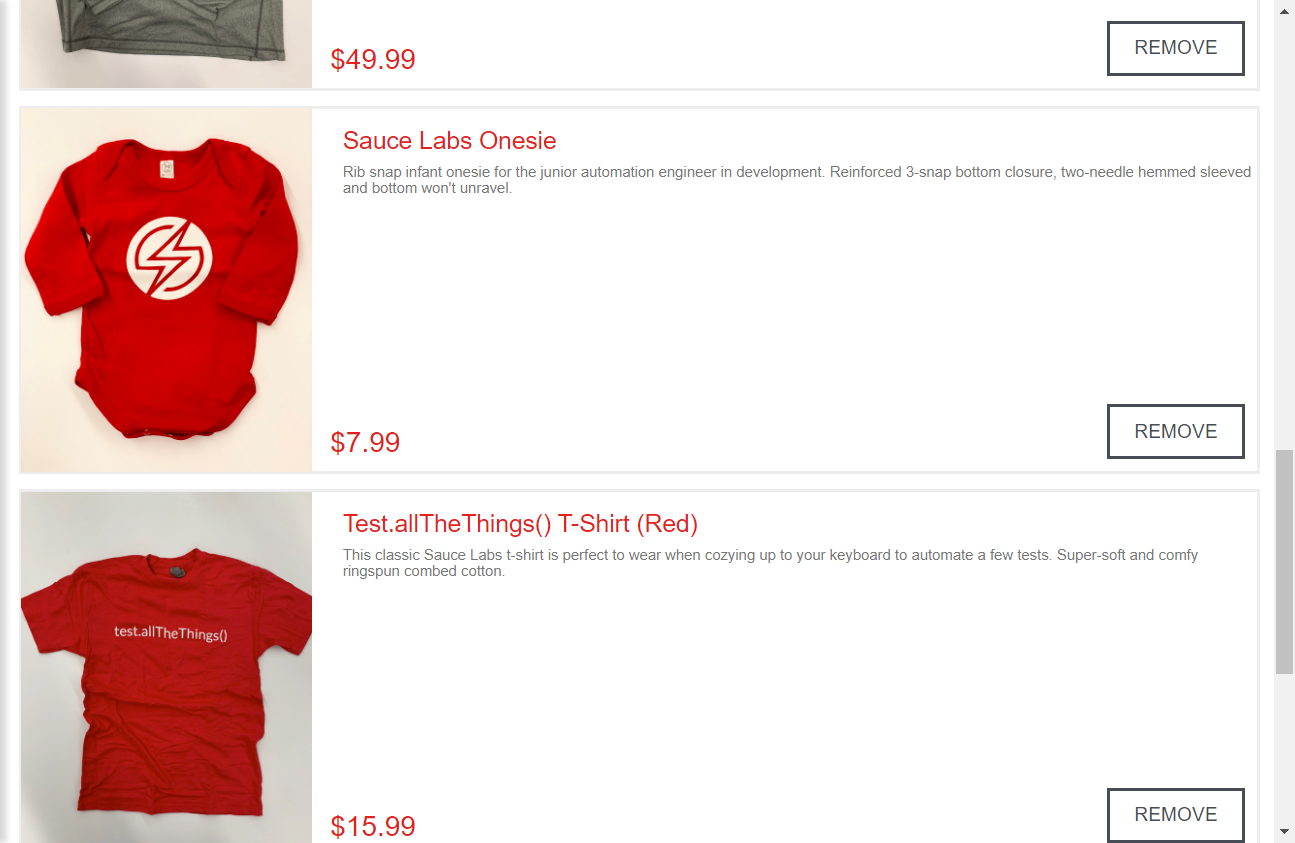 $49.99
REMOVE
Sauce Labs Onesie
Rib snap infant onesie for the junior automation engineer in development. Reinforced 3-snap bottom closure, two-needle hemmed sleeved
and bottom won't unravel.
$7.99
REMOVE
Test.allTheThings() T-Shirt (Red)
This classic Sauce Labs t-shirt is perfect to wear when cozying up to your keyboard to automate a few tests. Super-soft and comfy
ringspun combed cotton.
test.allTheThings()
$15.99
REMOVE